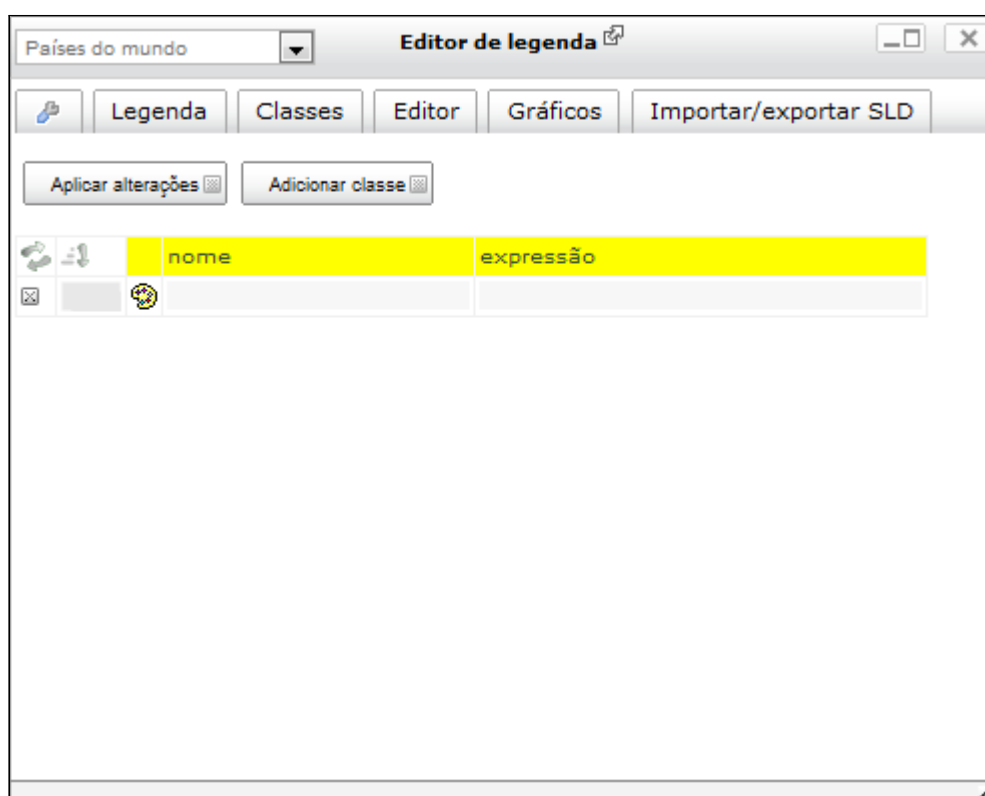 Países do mundo
Editor de legenda
Legenda
Classes
Editor
Gráficos
Importar/exportar SLD
Aplicar alterações
Adicionar classe
nome
expressão